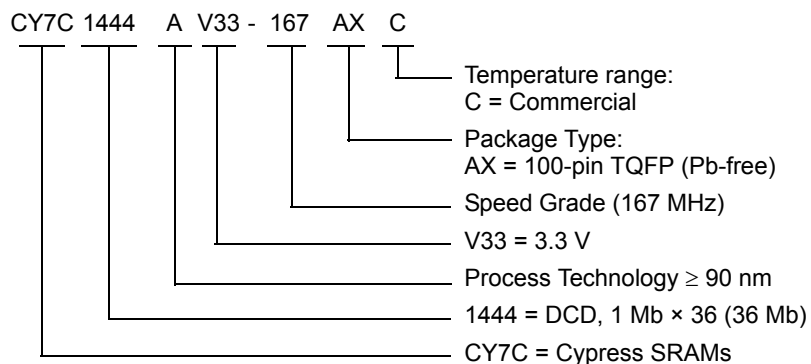 CY7C 1444 A V33 - 167 AX C
Temperature range:
C = Commercial
Package Type:
AX = 100-pin TQFP (Pb-free)
Speed Grade (167 MHz)
V33 = 3.3 V
Process Technology ≥ 90 nm
1444 = DCD, 1 Mb × 36 (36 Mb)
CY7C = Cypress SRAMs